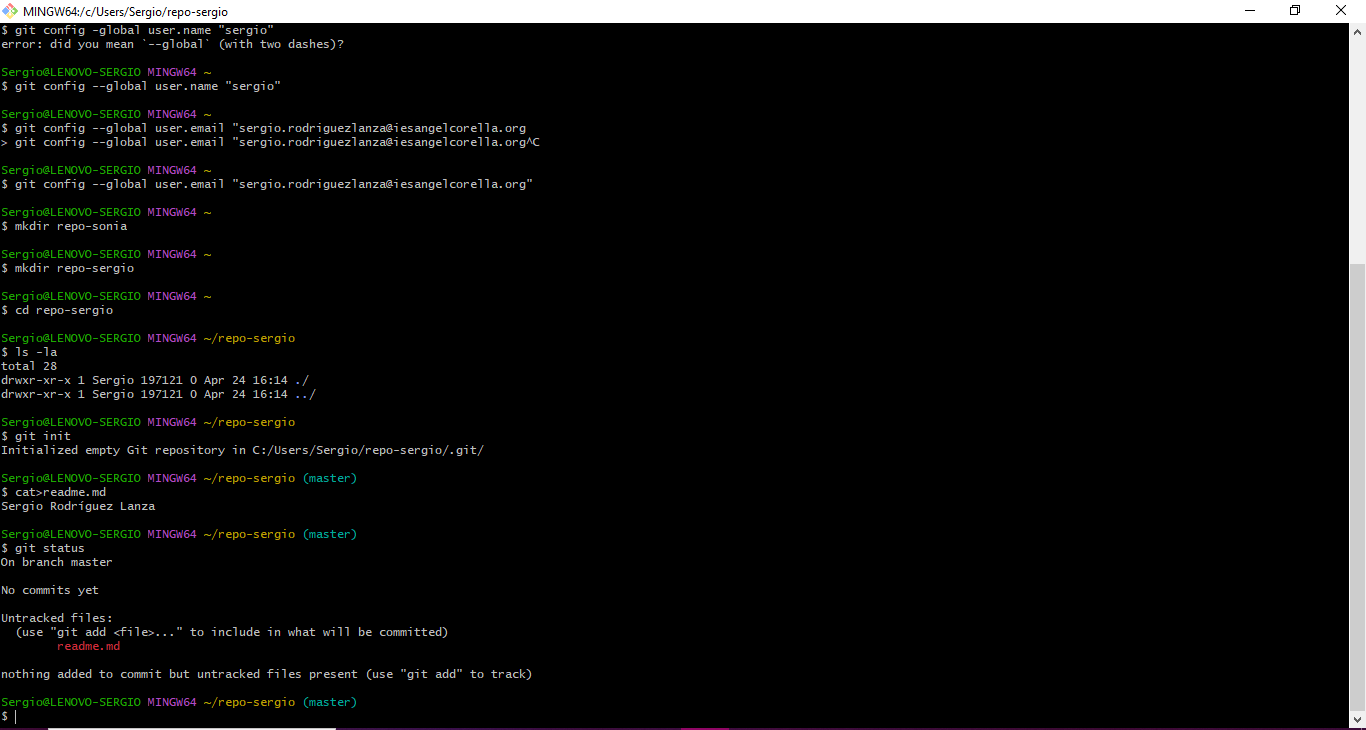 MINGW64:/c/Users/Sergio/repo-sergio
$ git config -global user.name "sergio"
error: did you mean `--global` (with two dashes)?
Sergio@LENOVO-SERGIO MINGW64 ~
$ git config --global user.name "sergio"
Sergio@LENOVO-SERGIO MINGW64 ~
$ git config --global user.email "sergio.rodriguezlanza@iesangelcorella.org
> git config --global user.email "sergio.rodriguezlanza@iesangelcorella.org^C
Sergio@LENOVO-SERGIO MINGW64 ~
$ git config --global user.email "sergio.rodriguezlanza@iesangelcorella.org"
Sergio@LENOVO-SERGIO MINGW64 ~
$ mkdir repo-sonia
Sergio@LENOVO-SERGIO MINGW64 ~
$ mkdir repo-sergio
Sergio@LENOVO-SERGIO MINGW64 ~
$ cd repo-sergio
Sergio@LENOVO-SERGIO MINGW64 ~/repo-sergio
$ ls -la
total 28
drwxr-xr-x 1 Sergio 197121 0 Apr 24 16:14 ./
drwxr-xr-x 1 Sergio 197121 0 Apr 24 16:14 ../
Sergio@LENOVO-SERGIO MINGW64 ~/repo-sergio
$ git init
Initialized empty Git repository in C:/Users/Sergio/repo-sergio/.git/
Sergio@LENOVO-SERGIO MINGW64 ~/repo-sergio (master)
$ cat>readme.md
Sergio Rodríguez Lanza
Sergio@LENOVO-SERGIO MINGW64 ~/repo-sergio (master)
$ git status
On branch master
No commits yet
Untracked files:
(use "git add <file>..." to include in what will be committed)
readme.md
nothing added to commit but untracked files present (use "git add" to track)
Sergio@LENOVO-SERGIO MINGW64 ~/repo-sergio (master)
$